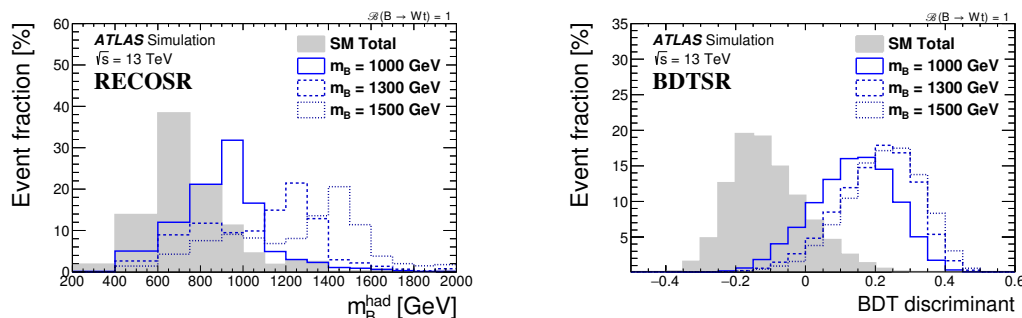 ℬ(B → Wt) = 1
Event fraction [%]
60
50
40
30
20
10
0
ATLAS Simulation
√s = 13 TeV
RECOSR
SM Total
m_B = 1000 GeV
m_B = 1300 GeV
m_B = 1500 GeV
200 400 600 800 1000 1200 1400 1600 1800 2000
m_B^had [GeV]
ℬ(B → Wt) = 1
Event fraction [%]
35
30
25
20
15
10
5
ATLAS Simulation
√s = 13 TeV
BDTSR
SM Total
m_B = 1000 GeV
m_B = 1300 GeV
m_B = 1500 GeV
−0.4 −0.2 0 0.2 0.4 0.6
BDT discriminant